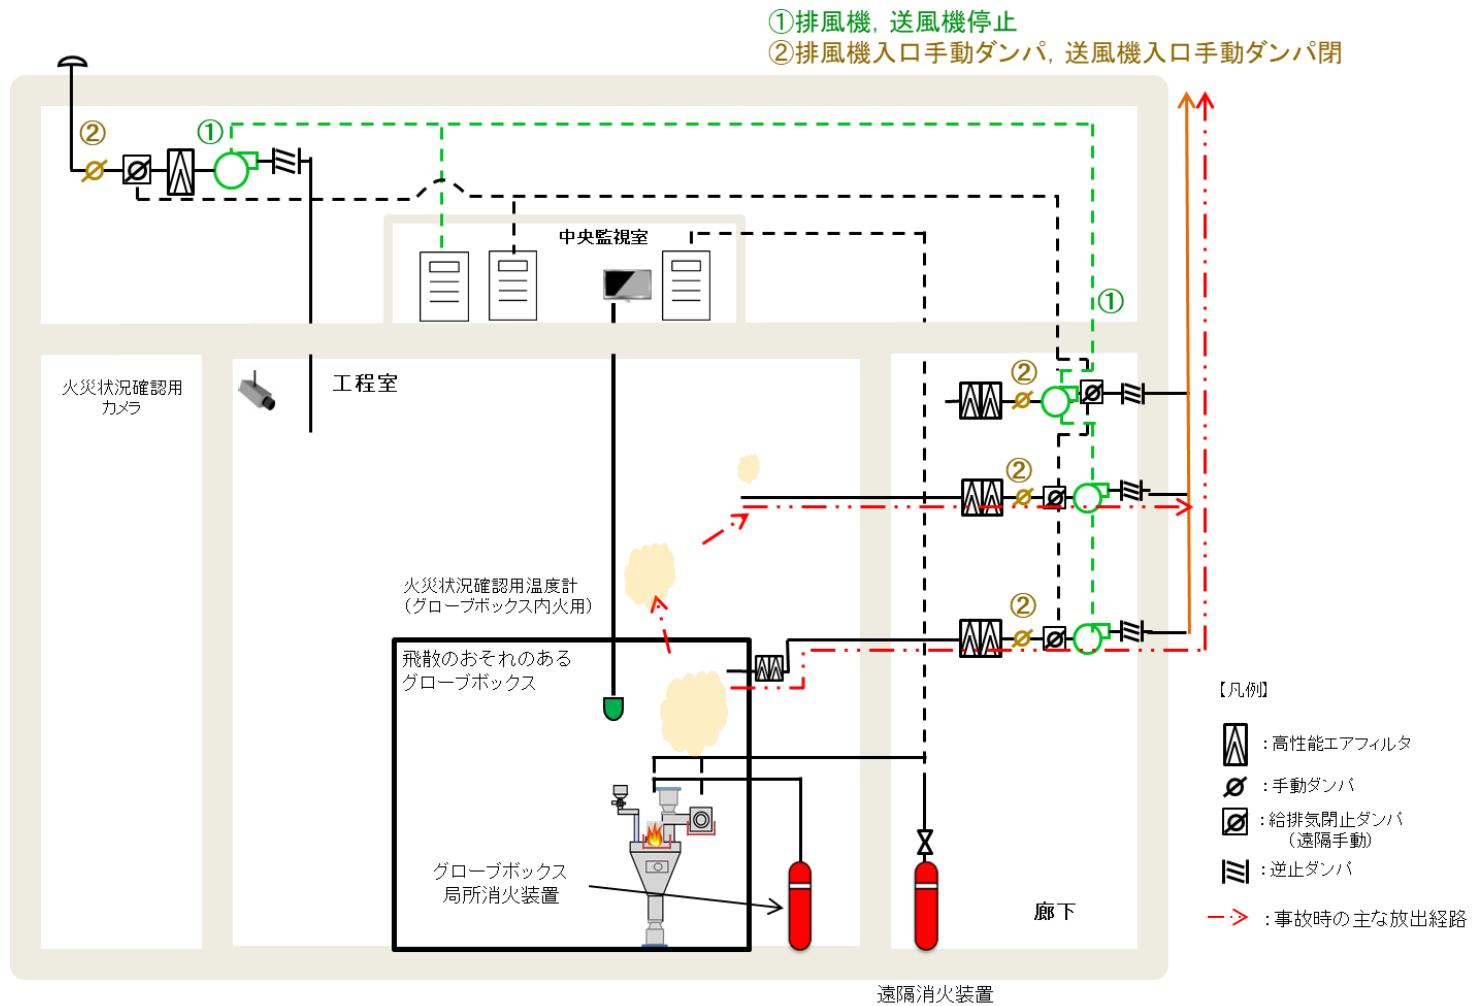 ①排風機，送風機停止
②排風機入口手動ダンパ，送風機入口手動ダンパ閉
②
①
中央監視室
①
火災状況確認用
カメラ
工程室
②
②
火災状況確認用温度計
（グローブボックス内火用）
②
飛散のおそれのある
グローブボックス
グローブボックス
局所消火装置
廊下
遠隔消火装置
【凡例】
：高性能エアフィルタ
：手動ダンパ
：給排気閉止ダンパ
（遠隔手動）
：逆止ダンパ
：事故時の主な放出経路